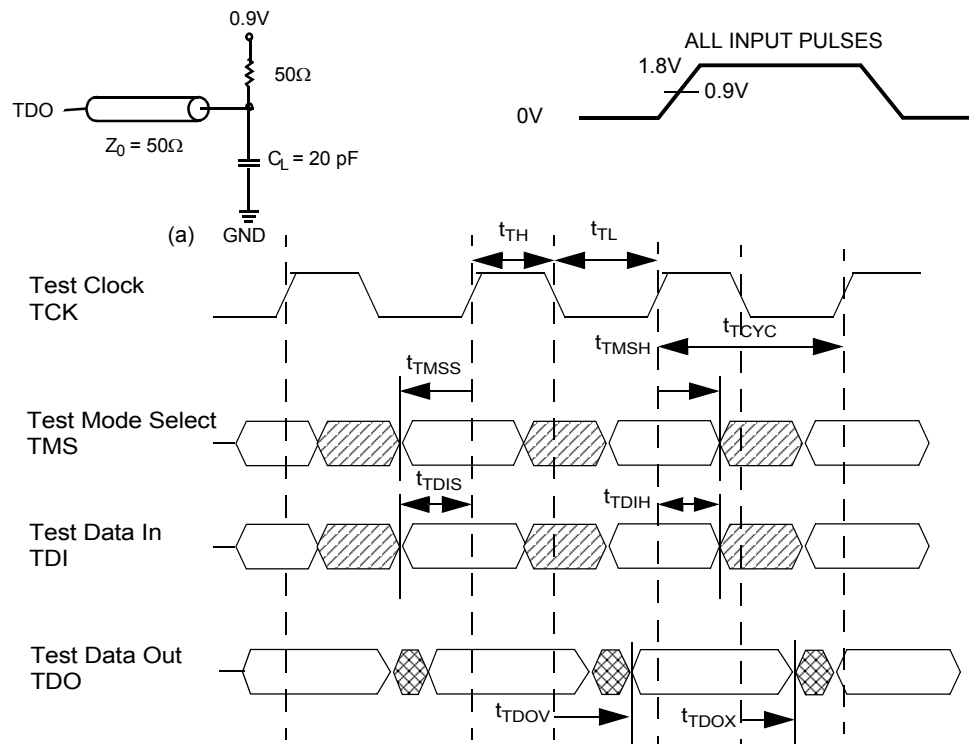 0.9V
50Ω
TDO
Z0 = 50Ω
CL = 20 pF
(a)
GND
ALL INPUT PULSES
1.8V
0.9V
0V
tTH
tTL
Test Clock
TCK
tTCYC
tTMSH
tTMSS
Test Mode Select
TMS
tTDIS
tTDIH
Test Data In
TDI
Test Data Out
TDO
tTDOV
tTDOX